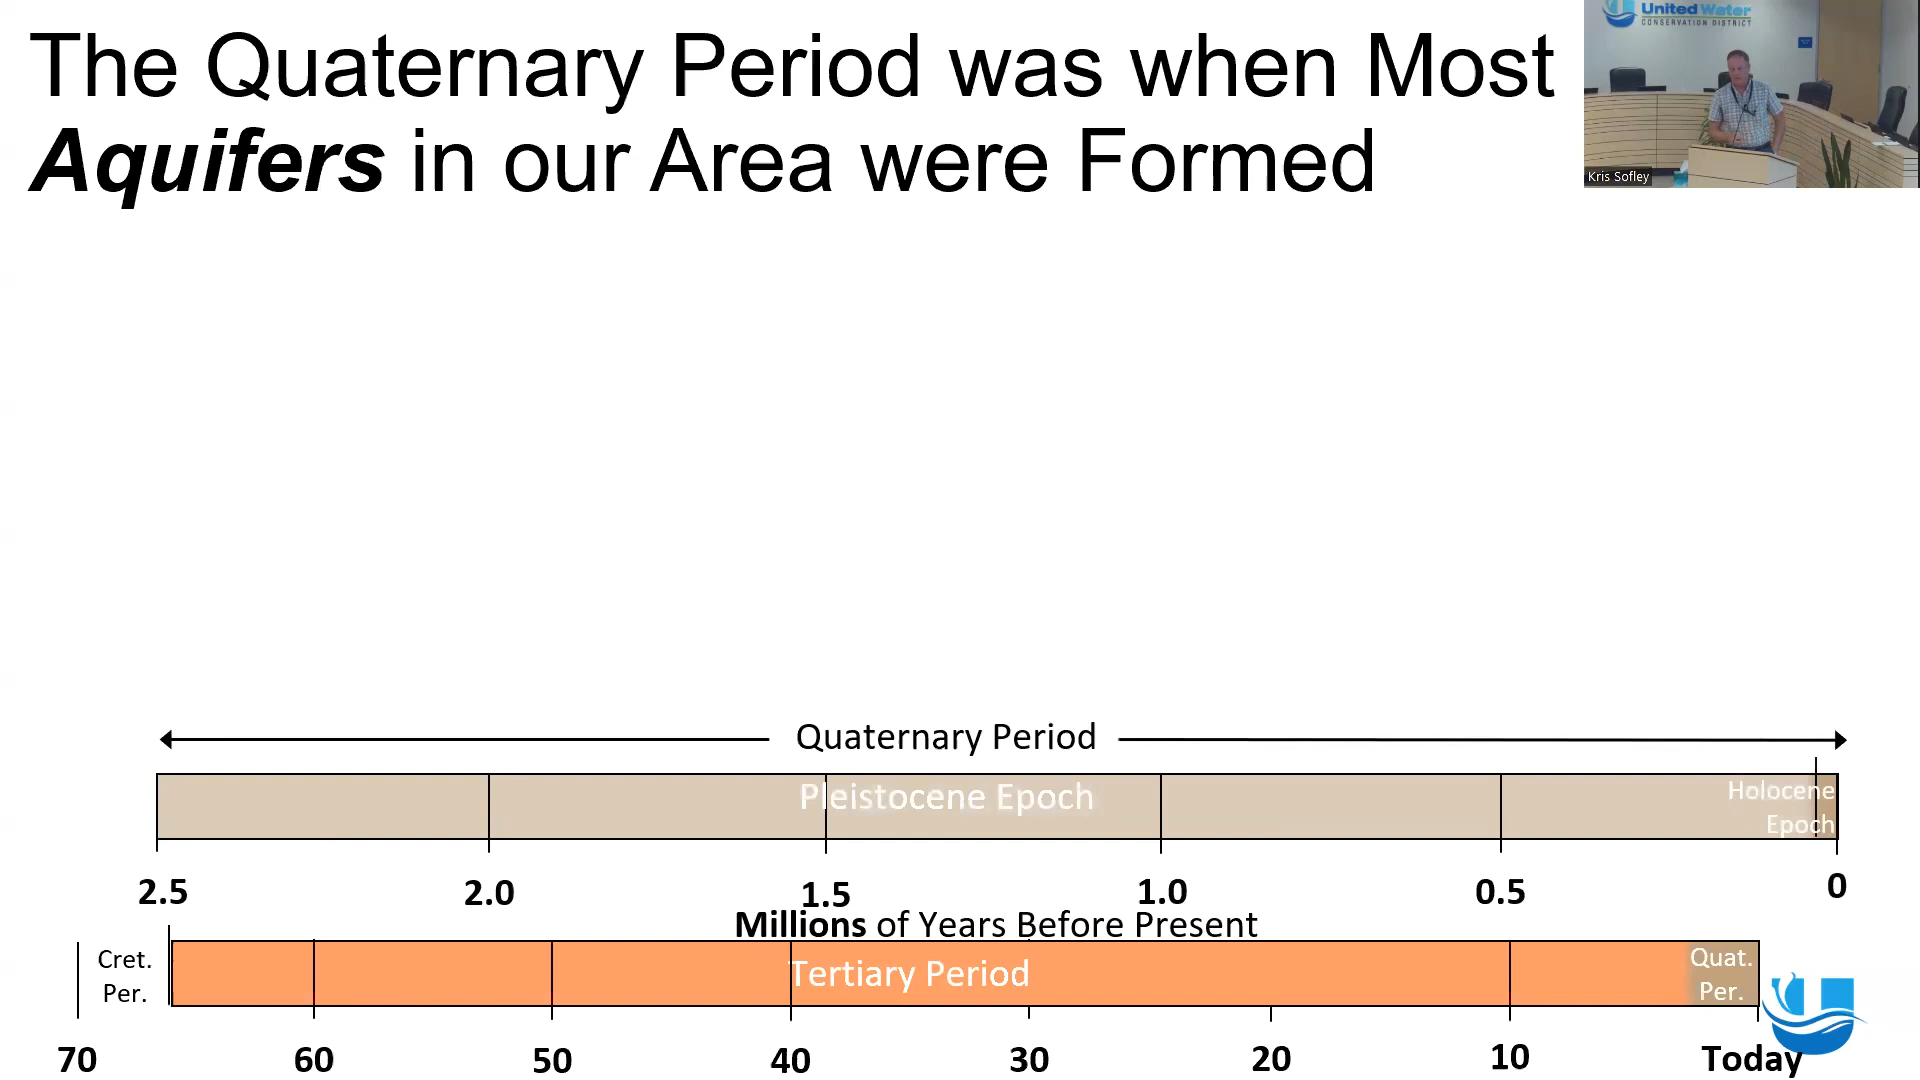 The Quaternary Period was when Most
Aquifers in our Area were Formed
United Water
CONSERVATION DISTRICT
Kris Sofley
Quaternary Period
Pleistocene Epoch
Holocene
Epoch
2.5 2.0 1.5 1.0 0.5 0
Millions of Years Before Present
Cret.
Per.
Tertiary Period
Quat.
Per.
70 60 50 40 30 20 10 Today